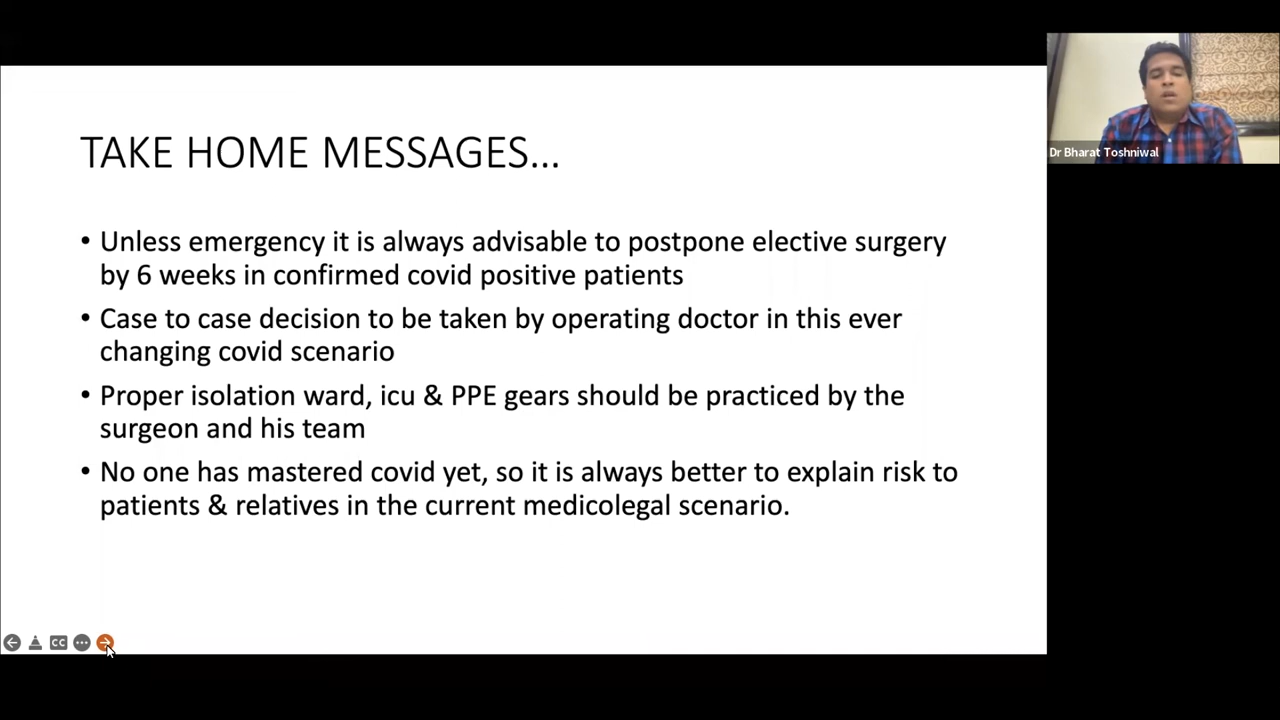 TAKE HOME MESSAGES...
• Unless emergency it is always advisable to postpone elective surgery
by 6 weeks in confirmed covid positive patients
• Case to case decision to be taken by operating doctor in this ever
changing covid scenario
• Proper isolation ward, icu & PPE gears should be practiced by the
surgeon and his team
• No one has mastered covid yet, so it is always better to explain risk to
patients & relatives in the current medicolegal scenario.
Dr Bharat Toshniwal
CC